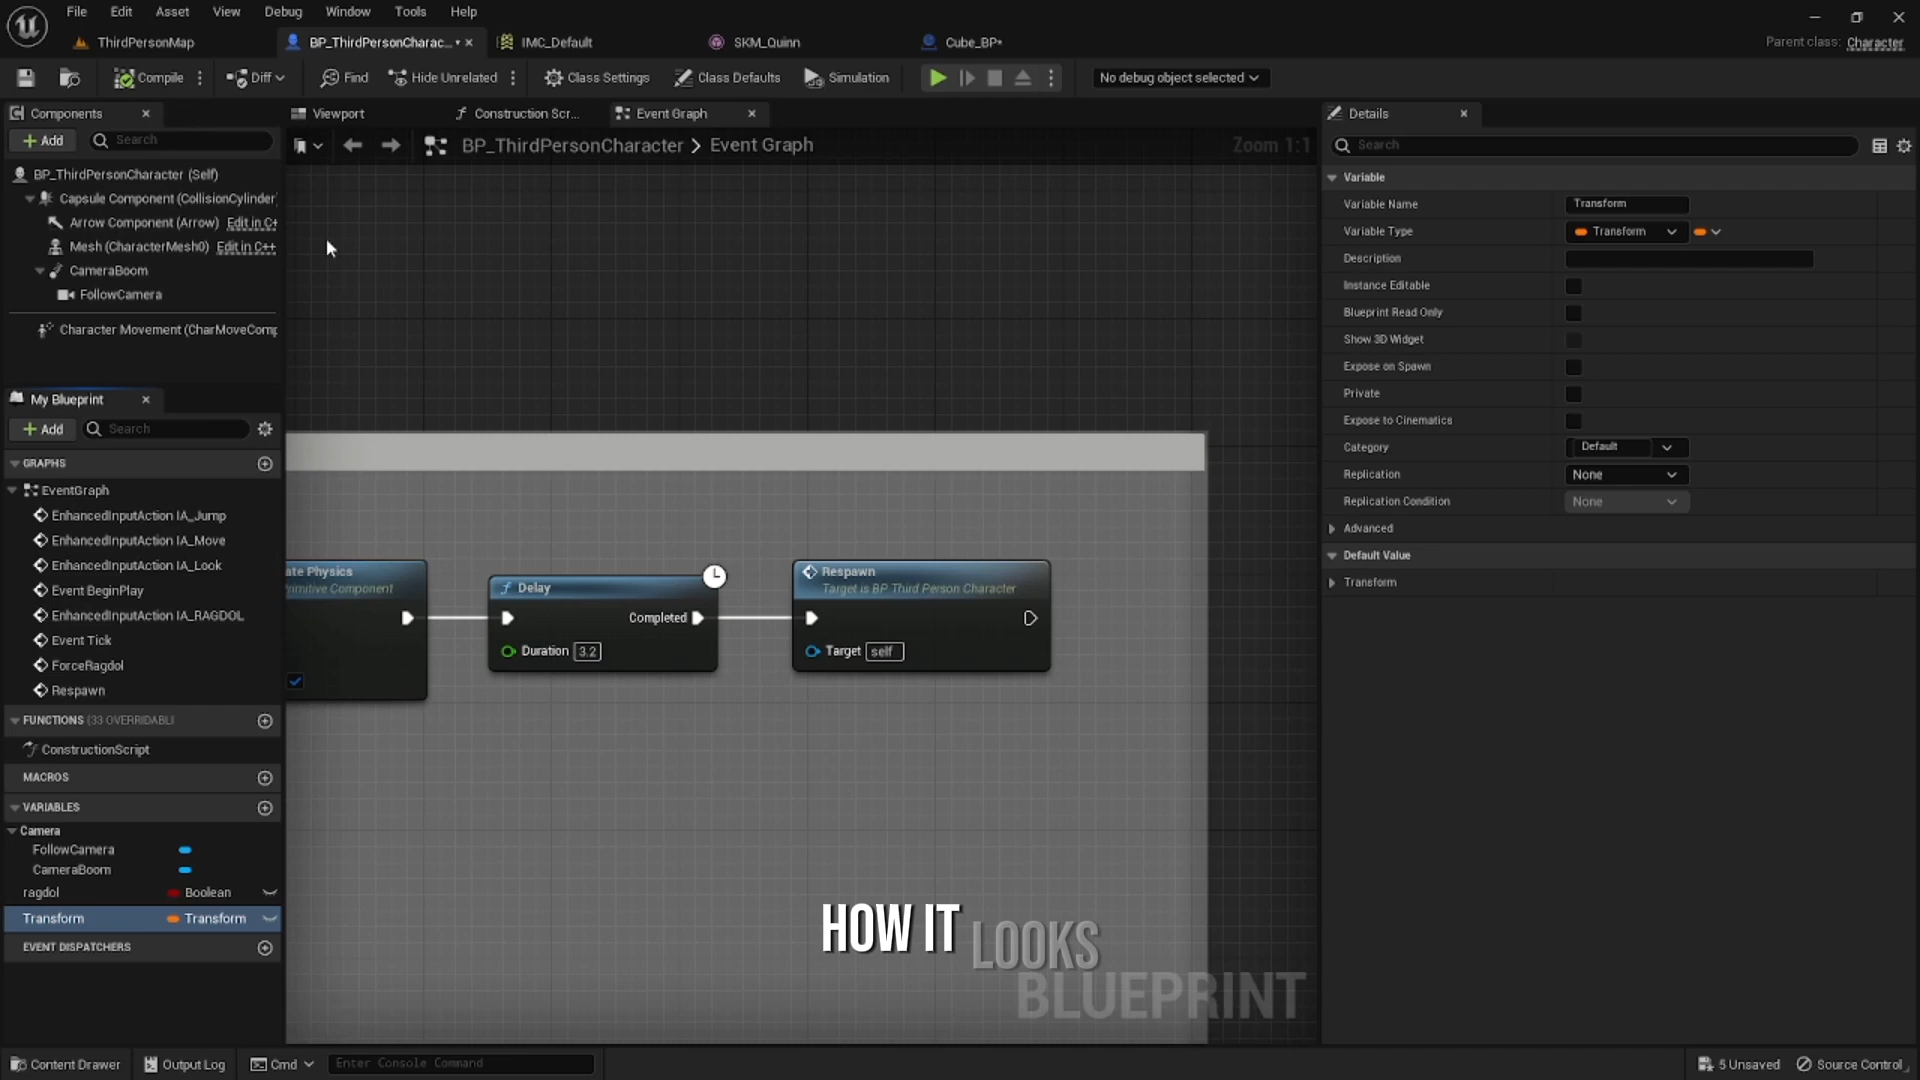 File Edit Asset View Debug Window Tools Help
ThirdPersonMap
BP_ThirdPersonCharac... •
IMC_Default
SKM_Quinn
Cube_BP*
Parent class: Character
Compile
Diff
Find
Hide Unrelated
Class Settings
Class Defaults
Simulation
No debug object selected
Components
Add
Search
BP_ThirdPersonCharacter (Self)
Capsule Component (CollisionCylinder)
Arrow Component (Arrow) Edit in C+
Mesh (CharacterMesh0) Edit in C++
CameraBoom
FollowCamera
Character Movement (CharMoveComp
My Blueprint
Add
Search
GRAPHS
EventGraph
EnhancedInputAction IA_Jump
EnhancedInputAction IA_Move
EnhancedInputAction IA_Look
Event BeginPlay
EnhancedInputAction IA_RAGDOL
Event Tick
ForceRagdol
Respawn
FUNCTIONS (33 OVERRIDABLI
ConstructionScript
MACROS
VARIABLES
Camera
FollowCamera
CameraBoom
ragdol Boolean
Transform Transform
EVENT DISPATCHERS
Viewport
Construction Scr...
Event Graph
BP_ThirdPersonCharacter > Event Graph
Zoom 1:1
ate Physics
rimitive Component
Delay
Completed
Duration 3.2
Respawn
Target is BP Third Person Character
Target self
HOW IT LOOKS
BLUEPRINT
Details
Search
Variable
Variable Name Transform
Variable Type Transform
Description
Instance Editable
Blueprint Read Only
Show 3D Widget
Expose on Spawn
Private
Expose to Cinematics
Category Default
Replication None
Replication Condition None
Advanced
Default Value
Transform
Content Drawer
Output Log
Cmd
Enter Console Command
5 Unsaved
Source Control